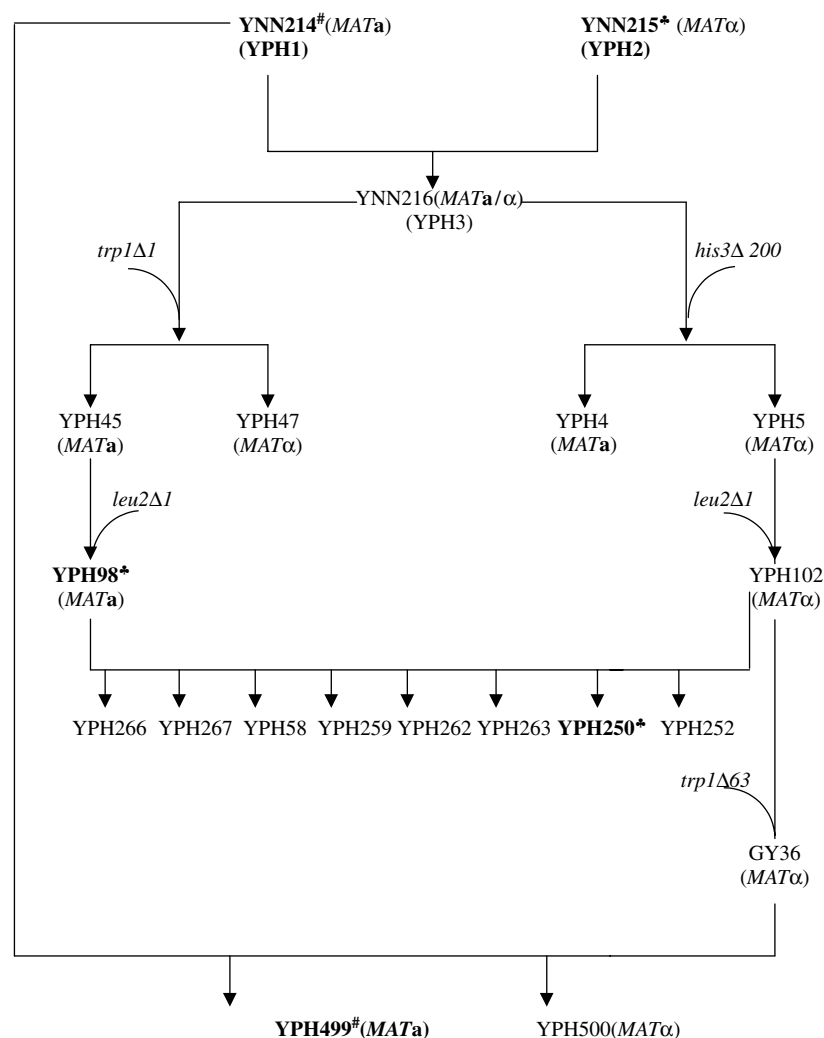 YNN214#(MATa) YNN215♣ (MATα)
(YPH1) (YPH2)
YNN216(MATa/α)
(YPH3)
trp1Δ1 his3Δ 200
YPH45 YPH47 YPH4 YPH5
(MATa) (MATα) (MATa) (MATα)
leu2Δ1 leu2Δ1
YPH98♣ YPH102
(MATa) (MATα)
YPH266 YPH267 YPH58 YPH259 YPH262 YPH263 YPH250♣ YPH252
trp1Δ63
GY36
(MATα)
YPH499#(MATa) YPH500(MATα)